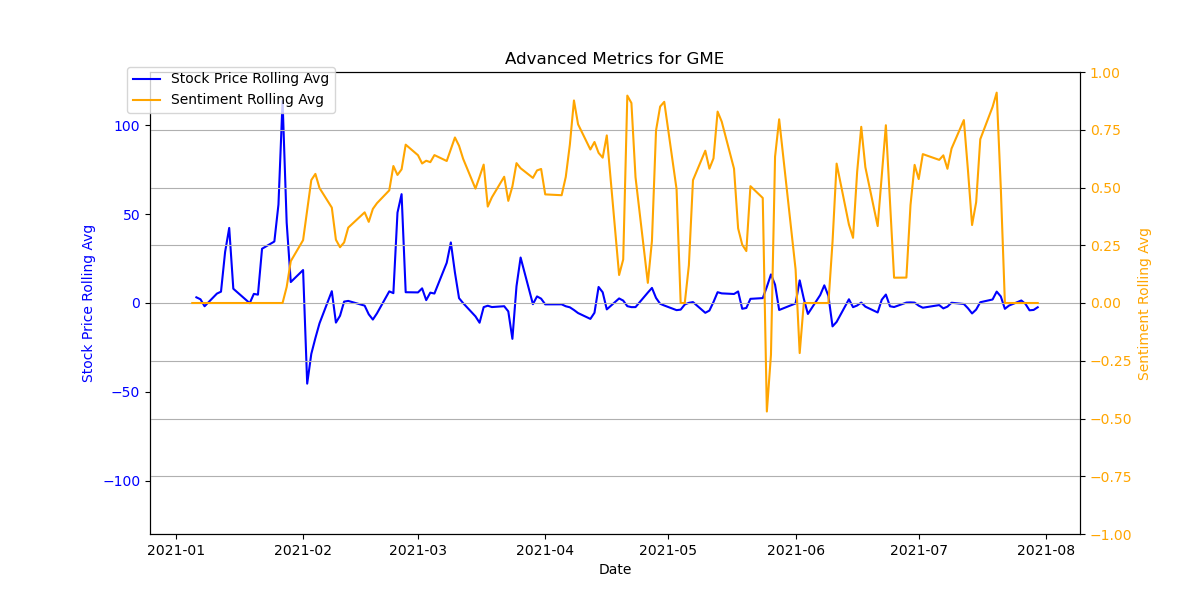 Advanced Metrics for GME
Stock Price Rolling Avg
Sentiment Rolling Avg
100
50
0
−50
−100
Stock Price Rolling Avg
1.00
0.75
0.50
0.25
0.00
−0.25
−0.50
−0.75
−1.00
Sentiment Rolling Avg
2021-01 2021-02 2021-03 2021-04 2021-05 2021-06 2021-07 2021-08
Date